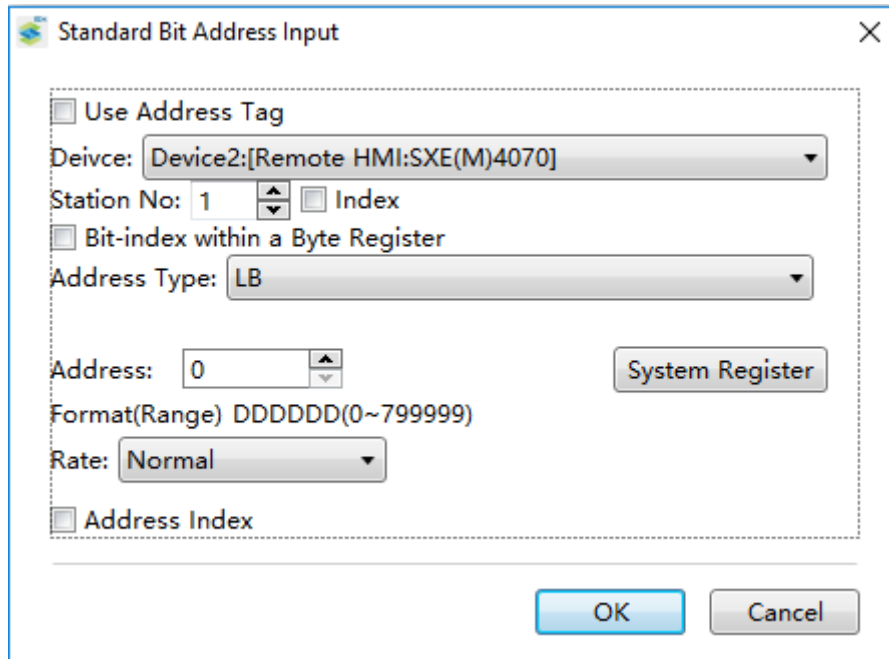 Standard Bit Address Input
Use Address Tag
Deivce: Device2:[Remote HMI:SXE(M)4070]
Station No: 1 Index
Bit-index within a Byte Register
Address Type: LB
Address: 0 System Register
Format(Range) DDDDDD(0~799999)
Rate: Normal
Address Index
OK Cancel